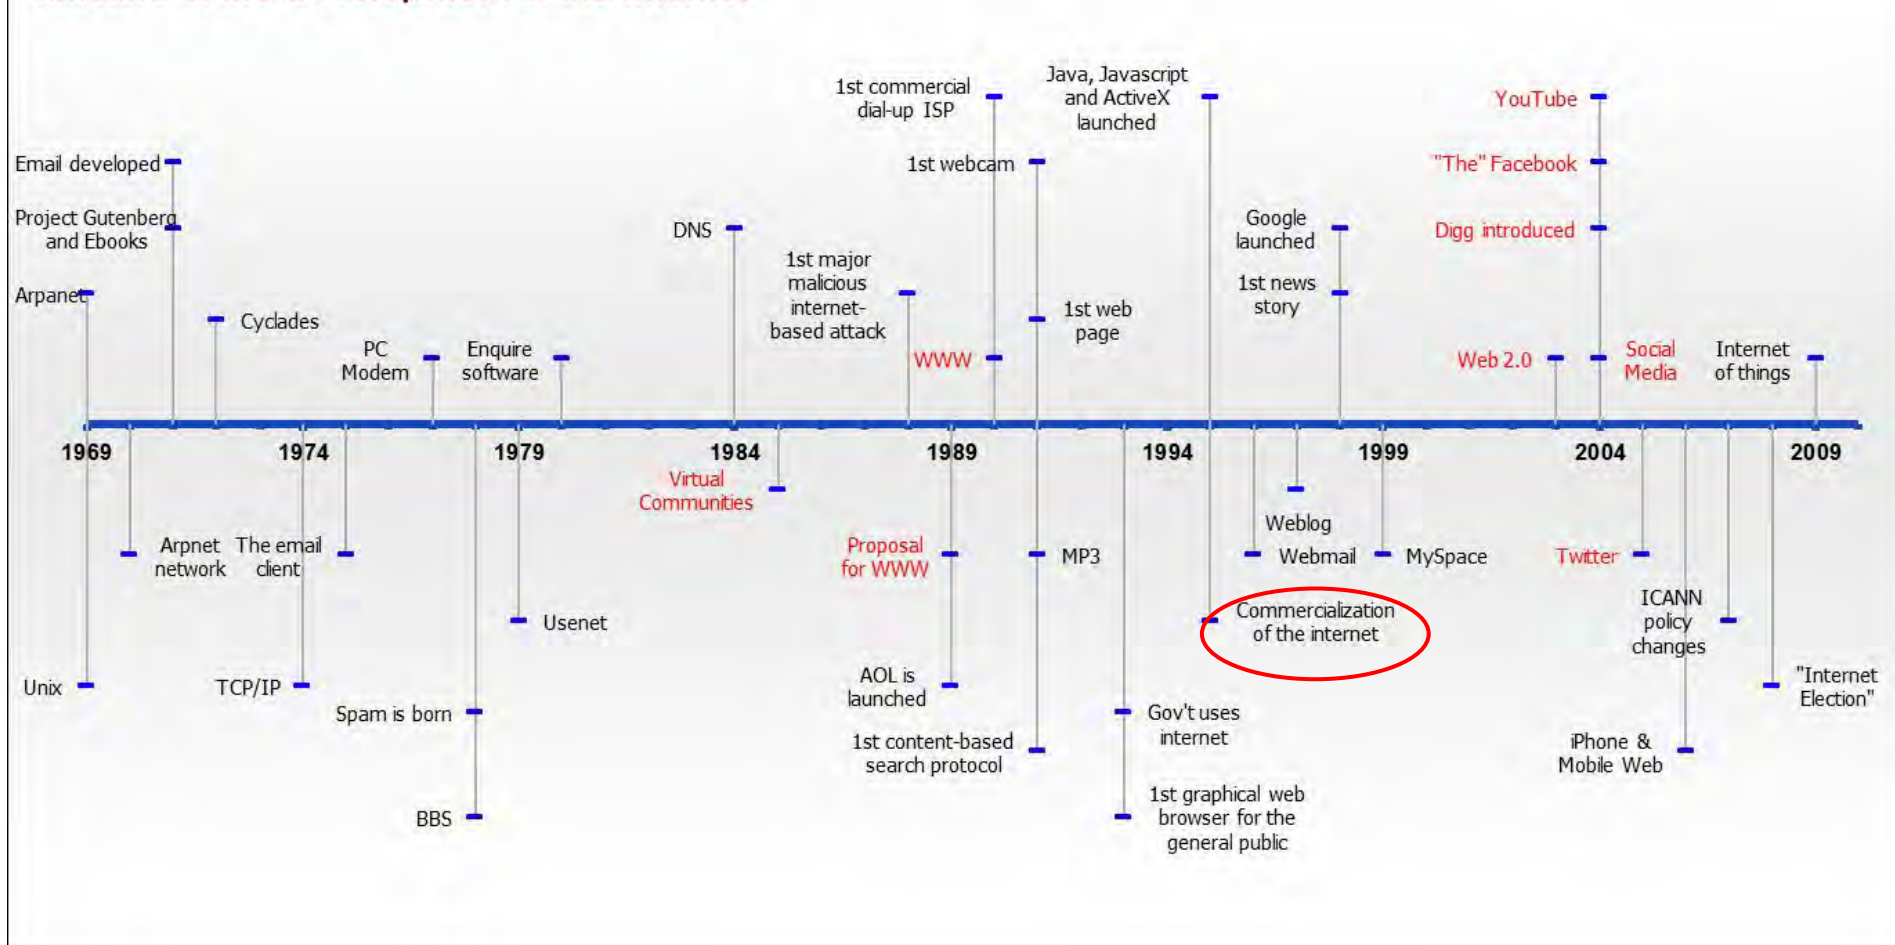 1st commercial
dial-up ISP
Java, Javascript
and ActiveX
launched
YouTube
Email developed
1st webcam
"The" Facebook
Project Gutenberg
and Ebooks
DNS
Google
launched
Digg introduced
1st major
malicious
internet-
based attack
1st news
story
Arpanet
Cyclades
1st web
page
PC
Modem
Enquire
software
WWW
Web 2.0
Social
Media
Internet
of things
1969
1974
1979
1984
1989
1994
1999
2004
2009
Virtual
Communities
Weblog
Arpnet
network
The email
client
Proposal
for WWW
MP3
Webmail
MySpace
Twitter
Usenet
Commercialization
of the internet
ICANN
policy
changes
Unix
TCP/IP
AOL is
launched
"Internet
Election"
Spam is born
Gov't uses
internet
1st content-based
search protocol
iPhone &
Mobile Web
BBS
1st graphical web
browser for the
general public